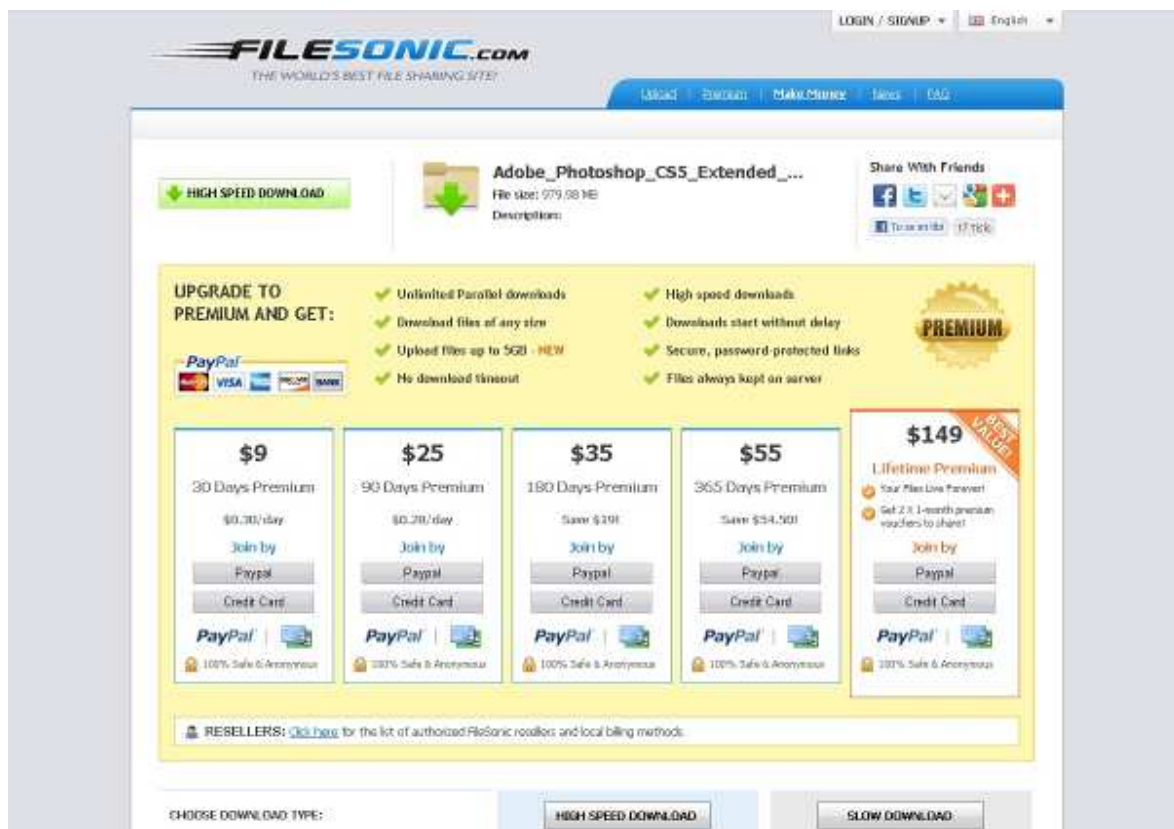 LOGIN / SIGNUP
English
FILESONIC.COM
THE WORLD'S BEST FILE SHARING SITE!
Upload | Premium | Make Money | News | FAQ
HIGH SPEED DOWNLOAD
Adobe_Photoshop_CS5_Extended_...
File size: 979.98 MB
Description:
Share With Friends
UPGRADE TO
PREMIUM AND GET:
PayPal
VISA
BANK
Unlimited Parallel downloads
Download files of any size
Upload files up to 5GB - NEW
No download timeout
High speed downloads
Downloads start without delay
Secure, password-protected links
Files always kept on server
PREMIUM
$9
30 Days Premium
$0.30/day
Join by
Paypal
Credit Card
PayPal
100% Safe & Anonymous
$25
90 Days Premium
$0.28/day
Join by
Paypal
Credit Card
PayPal
100% Safe & Anonymous
$35
180 Days Premium
Save $19!
Join by
Paypal
Credit Card
PayPal
100% Safe & Anonymous
$55
365 Days Premium
Save $54.50!
Join by
Paypal
Credit Card
PayPal
100% Safe & Anonymous
BEST VALUE!
$149
Lifetime Premium
Your Files Live Forever!
Get 2 X 1-month premium
vouchers to share!
Join by
Paypal
Credit Card
PayPal
100% Safe & Anonymous
RESELLERS: Click here for the list of authorized FileSonic resellers and local billing methods.
CHOOSE DOWNLOAD TYPE:
HIGH SPEED DOWNLOAD
SLOW DOWNLOAD